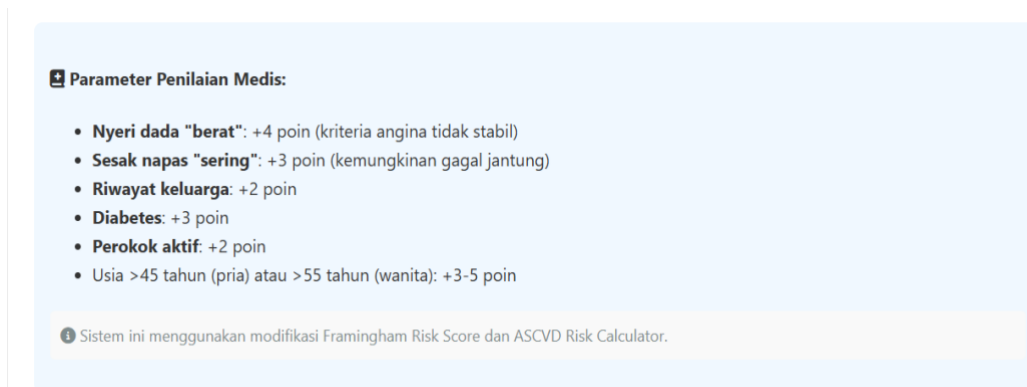 Parameter Penilaian Medis:
Nyeri dada "berat": +4 poin (kriteria angina tidak stabil)
Sesak napas "sering": +3 poin (kemungkinan gagal jantung)
Riwayat keluarga: +2 poin
Diabetes: +3 poin
Perokok aktif: +2 poin
Usia >45 tahun (pria) atau >55 tahun (wanita): +3-5 poin
Sistem ini menggunakan modifikasi Framingham Risk Score dan ASCVD Risk Calculator.